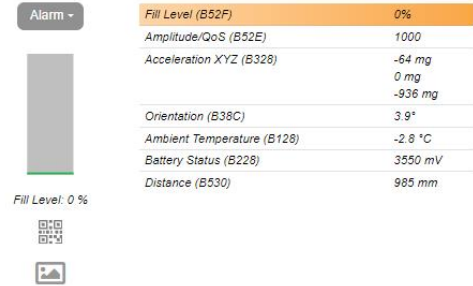 Alarm
Fill Level: 0 %
Fill Level (B52F) 0%
Amplitude/QoS (B52E) 1000
Acceleration XYZ (B328) -64 mg
0 mg
-936 mg
Orientation (B38C) 3.9°
Ambient Temperature (B128) -2.8 °C
Battery Status (B228) 3550 mV
Distance (B530) 985 mm